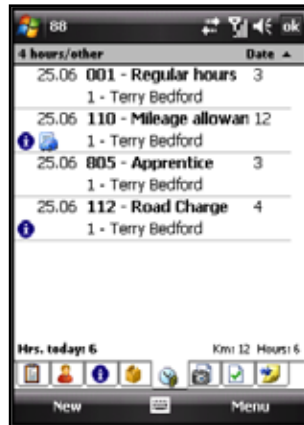 88 ok
4 hours/other Date
25.06 001 - Regular hours 3
1 - Terry Bedford
25.06 110 - Mileage allowan 12
1 - Terry Bedford
25.06 805 - Apprentice 3
1 - Terry Bedford
25.06 112 - Road Charge 4
1 - Terry Bedford
Hrs. today: 6 Km: 12 Hours: 6
New Menu